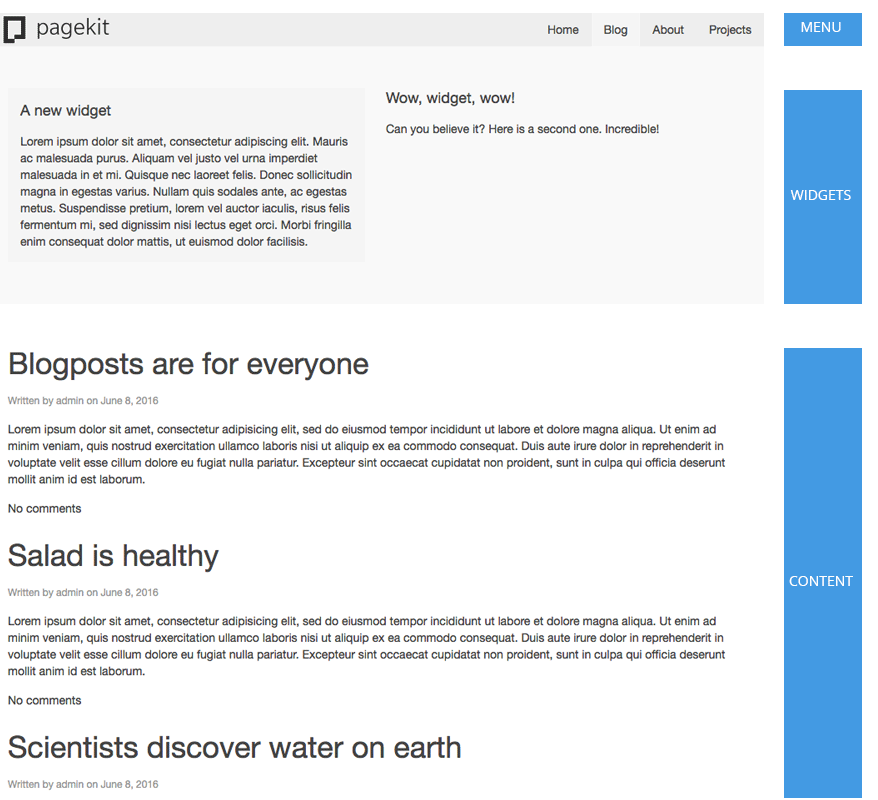 pagekit
Home Blog About Projects
MENU
A new widget
Lorem ipsum dolor sit amet, consectetur adipiscing elit. Mauris
ac malesuada purus. Aliquam vel justo vel urna imperdiet
malesuada in et mi. Quisque nec laoreet felis. Donec sollicitudin
magna in egestas varius. Nullam quis sodales ante, ac egestas
metus. Suspendisse pretium, lorem vel auctor iaculis, risus felis
fermentum mi, sed dignissim nisi lectus eget orci. Morbi fringilla
enim consequat dolor mattis, ut euismod dolor facilisis.
Wow, widget, wow!
Can you believe it? Here is a second one. Incredible!
WIDGETS
Blogposts are for everyone
Written by admin on June 8, 2016
Lorem ipsum dolor sit amet, consectetur adipisicing elit, sed do eiusmod tempor incididunt ut labore et dolore magna aliqua. Ut enim ad
minim veniam, quis nostrud exercitation ullamco laboris nisi ut aliquip ex ea commodo consequat. Duis aute irure dolor in reprehenderit in
voluptate velit esse cillum dolore eu fugiat nulla pariatur. Excepteur sint occaecat cupidatat non proident, sunt in culpa qui officia deserunt
mollit anim id est laborum.
No comments
Salad is healthy
Written by admin on June 8, 2016
Lorem ipsum dolor sit amet, consectetur adipisicing elit, sed do eiusmod tempor incididunt ut labore et dolore magna aliqua. Ut enim ad
minim veniam, quis nostrud exercitation ullamco laboris nisi ut aliquip ex ea commodo consequat. Duis aute irure dolor in reprehenderit in
voluptate velit esse cillum dolore eu fugiat nulla pariatur. Excepteur sint occaecat cupidatat non proident, sunt in culpa qui officia deserunt
mollit anim id est laborum.
No comments
Scientists discover water on earth
Written by admin on June 8, 2016
CONTENT